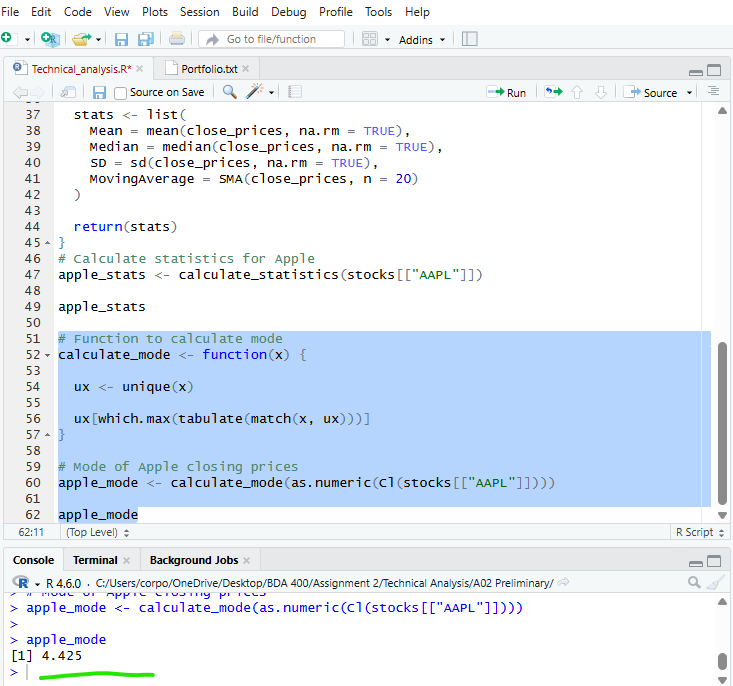 File Edit Code View Plots Session Build Debug Profile Tools Help
Go to file/function Addins
Technical_analysis.R* Portfolio.txt
Source on Save Run Source
37 stats <- list(
38 Mean = mean(close_prices, na.rm = TRUE),
39 Median = median(close_prices, na.rm = TRUE),
40 SD = sd(close_prices, na.rm = TRUE),
41 MovingAverage = SMA(close_prices, n = 20)
42 )
43
44 return(stats)
45 }
46 # Calculate statistics for Apple
47 apple_stats <- calculate_statistics(stocks[["AAPL"]])
48
49 apple_stats
50
51 # Function to calculate mode
52 calculate_mode <- function(x) {
53
54 ux <- unique(x)
55
56 ux[which.max(tabulate(match(x, ux)))]
57 }
58
59 # Mode of Apple closing prices
60 apple_mode <- calculate_mode(as.numeric(Cl(stocks[["AAPL"]])))
61
62 apple_mode
62:11 (Top Level) R Script
Console Terminal Background Jobs
R R 4.6.0 · C:/Users/corpo/OneDrive/Desktop/BDA 400/Assignment 2/Technical Analysis/A02 Preliminary/
> # Mode of Apple closing prices
> apple_mode <- calculate_mode(as.numeric(Cl(stocks[["AAPL"]])))
>
> apple_mode
[1] 4.425
>